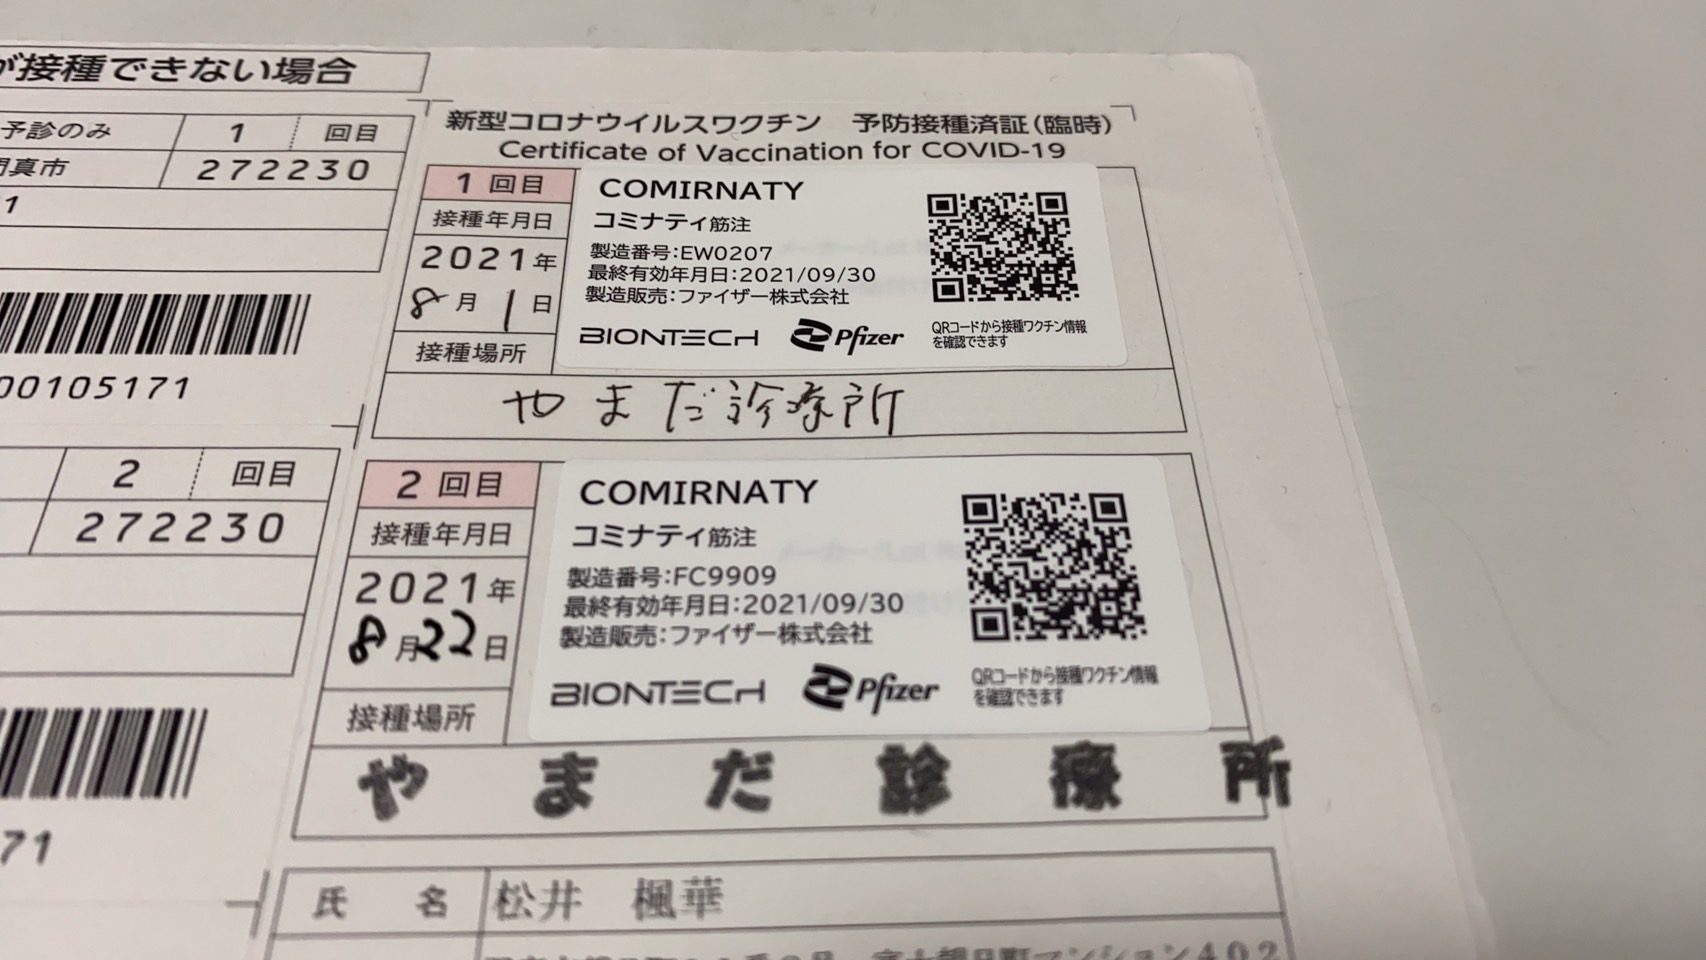 が接種できない場合
予診のみ 1 回目
門真市 272230
1
00105171
2 回目
272230
71
新型コロナウイルスワクチン 予防接種済証(臨時)
Certificate of Vaccination for COVID-19
1 回目
接種年月日
2021年
8月1日
接種場所
COMIRNATY
コミナティ筋注
製造番号:EW0207
最終有効年月日:2021/09/30
製造販売:ファイザー株式会社
BIONTECH Pfizer
QRコードから接種ワクチン情報
を確認できます
やまだ診療所
2 回目
接種年月日
2021年
8月22日
接種場所
COMIRNATY
コミナティ筋注
製造番号:FC9909
最終有効年月日:2021/09/30
製造販売:ファイザー株式会社
BIONTECH Pfizer
QRコードから接種ワクチン情報
を確認できます
やまだ診療所
氏名 松井 楓華
マンション402